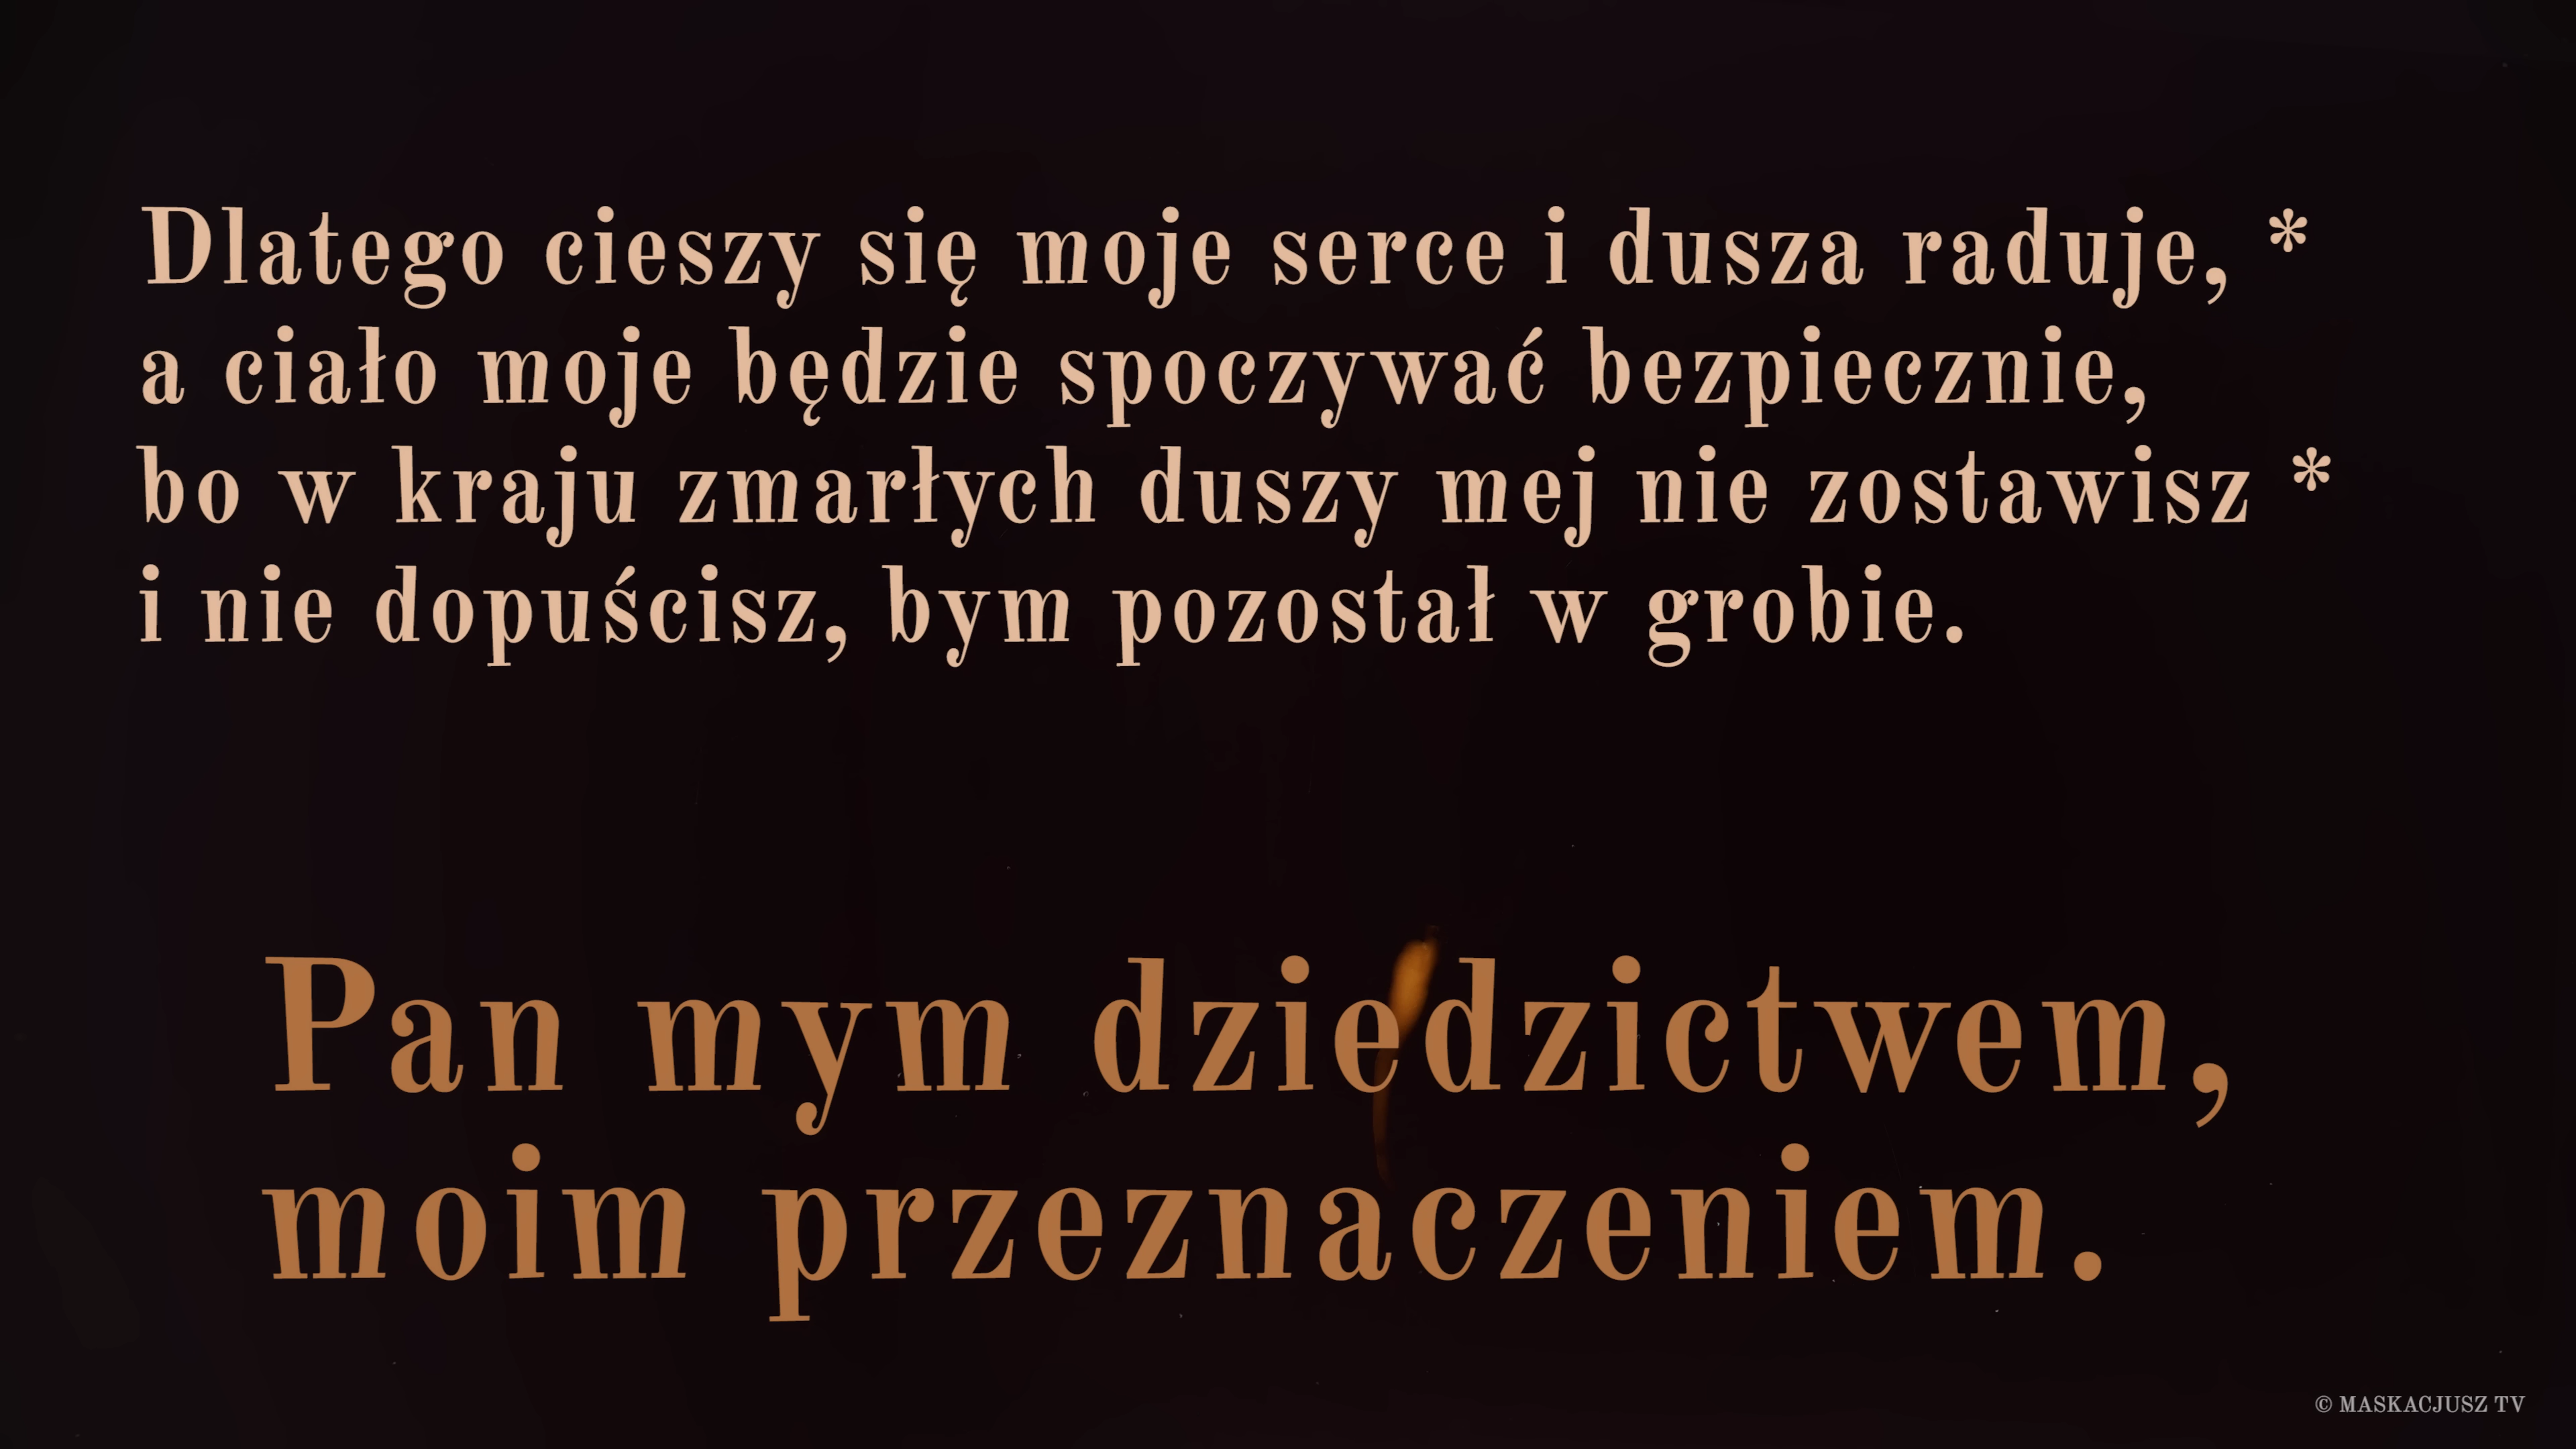 Dlatego cieszy się moje serce i dusza raduje, *
a ciało moje będzie spoczywać bezpiecznie,
bo w kraju zmarłych duszy mej nie zostawisz *
i nie dopuścisz, bym pozostał w grobie.
Pan mym dziedzictwem,
moim przeznaczeniem.
© MASKACJUSZ TV